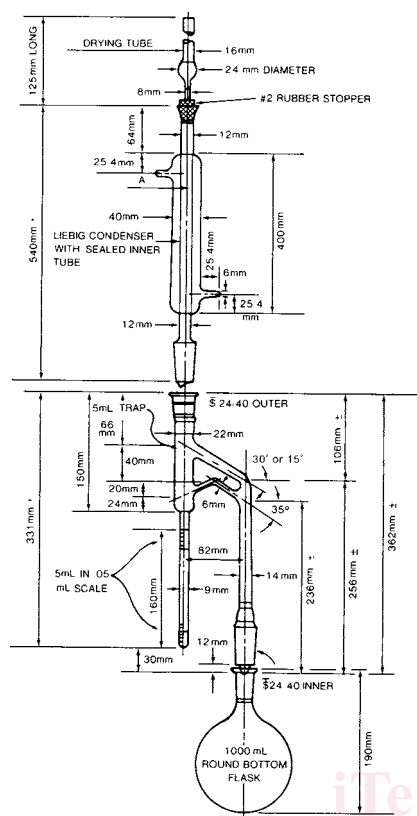 DRYING TUBE
125mm LONG
16mm
24 mm DIAMETER
8mm
#2 RUBBER STOPPER
64mm
12mm
25 4mm
A
40mm
400mm
540mm *
LIEBIG CONDENSER
WITH SEALED INNER
TUBE
25.4mm
6mm
25 4
mm
12mm
5mL TRAP
66
mm
$ 24/40 OUTER
22mm
106mm ±
150mm
40mm
30° or 15°
20mm
24mm
6mm
35°
362mm ±
331mm *
82mm
236mm ±
256mm ±
5mL IN .05
mL SCALE
160mm
9mm
14mm
12mm
30mm
$24 40 INNER
1000 mL
ROUND BOTTOM
FLASK
190mm
iTe